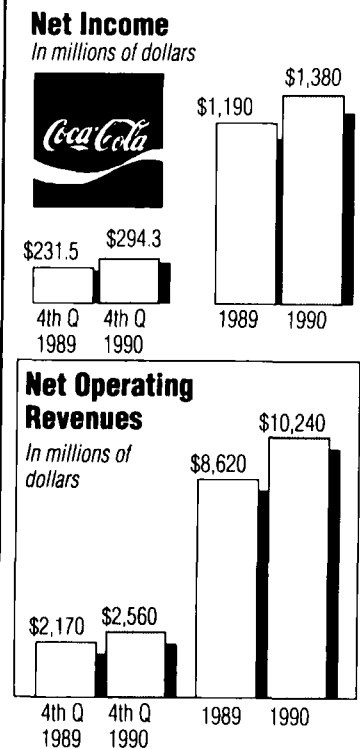 Net Income
In millions of dollars
Coca-Cola
$1,380
$1,190
$294.3
$231.5
4th Q 4th Q
1989 1990
1989 1990
Net Operating
Revenues
In millions of
dollars
$10,240
$8,620
$2,560
$2,170
4th Q 4th Q
1989 1990
1989 1990